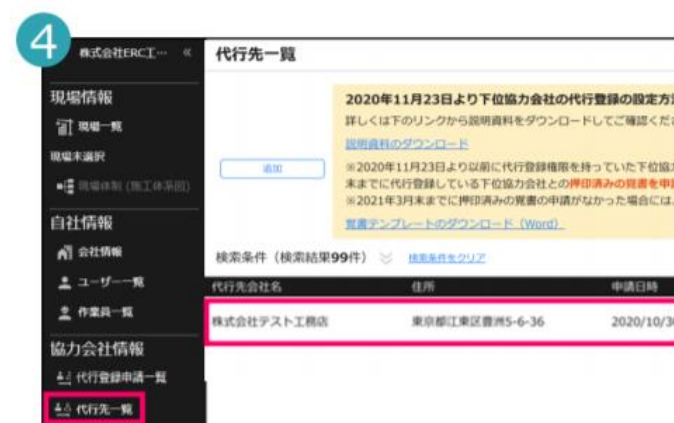 4
株式会社ERC工… «
代行先一覧
現場情報
現場一覧
現場未選択
現場体制 (施工体系図)
自社情報
会社情報
ユーザー一覧
作業員一覧
協力会社情報
代行登録申請一覧
代行先一覧
追加
2020年11月23日より下位協力会社の代行登録の設定方
詳しくは下のリンクから説明資料をダウンロードしてご確認くだ
説明資料のダウンロード
※2020年11月23日より以前に代行登録権限を持っていた下位協
末までに代行登録している下位協力会社との押印済みの覚書を申
※2021年3月末までに押印済みの覚書の申請がなかった場合には
覚書テンプレートのダウンロード（Word）
検索条件（検索結果99件） 検索条件をクリア
代行先会社名 住所 申請日時
株式会社テスト工務店 東京都江東区豊洲5-6-36 2020/10/30